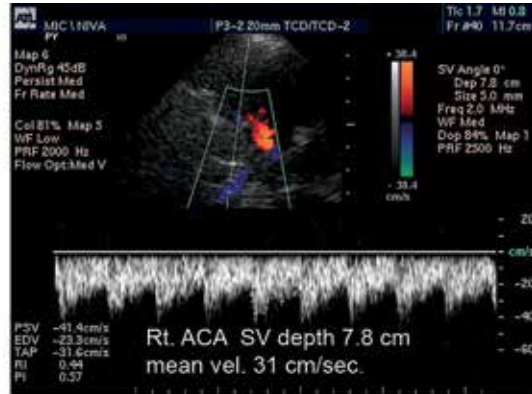 MIC \ NIVA P3-2 20mm TCD/TCD-2
TIc 1.7 MI 0.8
Fr #40 11.7cm
Map 6
DynRg 45dB
Persist Med
Fr Rate Med
Col 81% Map 5
WF Low
PRF 2000 Hz
Flow Opt:Med V
+ 38.4
- 38.4
cm/s
SV Angle 0°
Dep 7.8 cm
Size 5.0 mm
Freq 2.0 MHz
WF Med
Dop 84% Map 1
PRF 2500 Hz
20
cm/s
-20
-40
-60
PSV -41.4cm/s
EDV -23.3cm/s
TAP -31.6cm/s
RI 0.44
PI 0.57
Rt. ACA SV depth 7.8 cm
mean vel. 31 cm/sec.